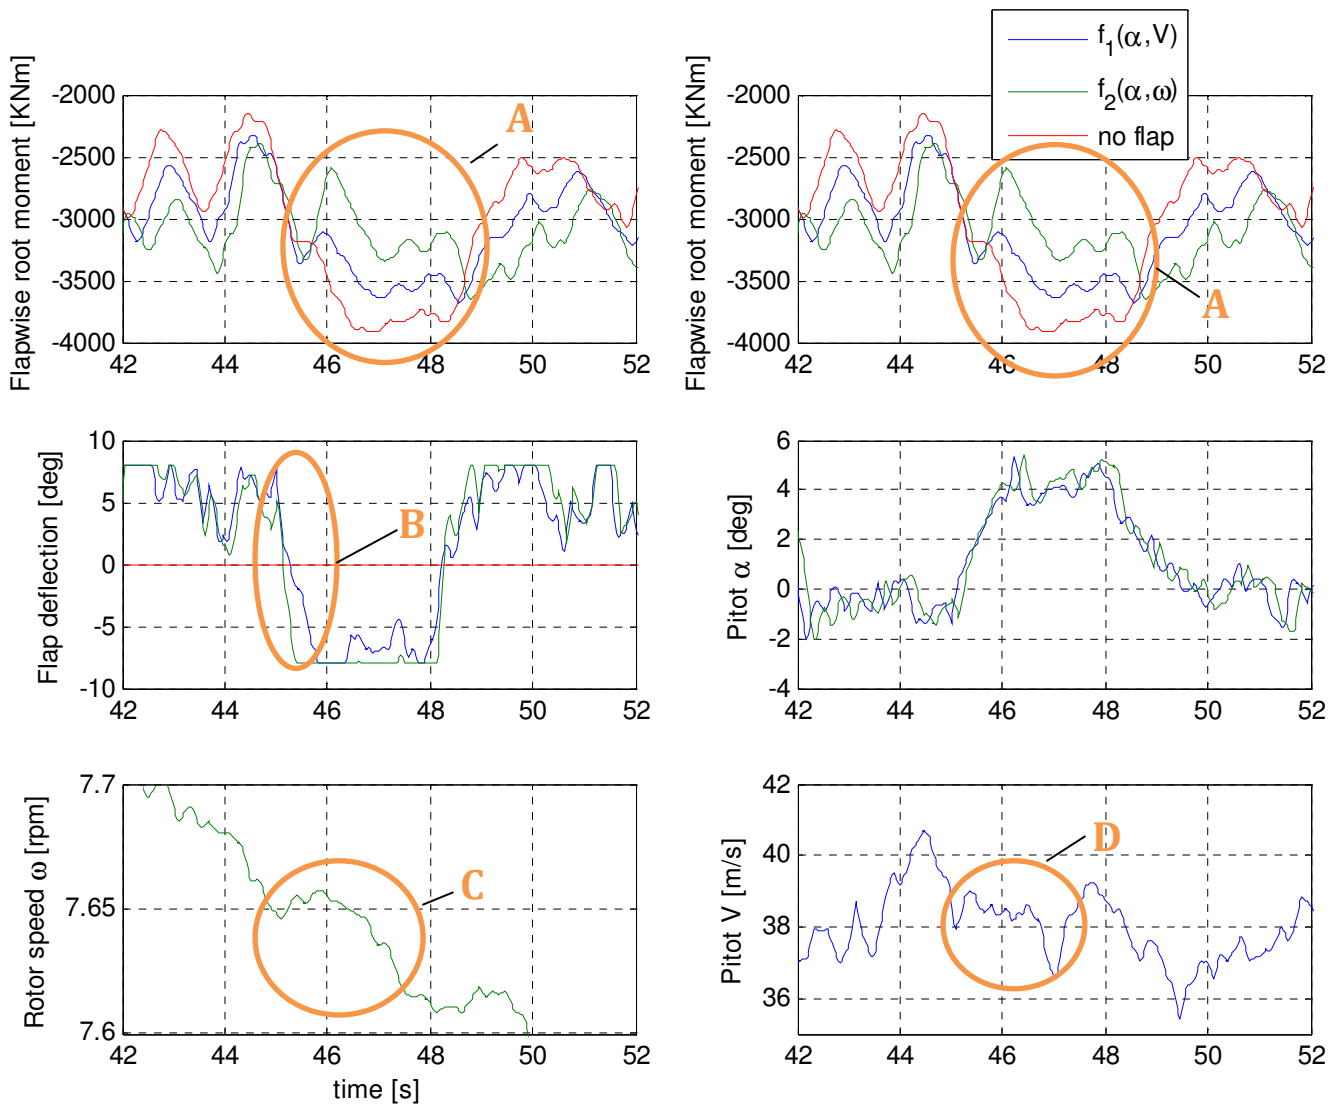 f1(α,V)
f2(α,ω)
no flap
Flapwise root moment [KNm]
-2000
-2500
-3000
-3500
-4000
42 44 46 48 50 52
A
Flapwise root moment [KNm]
-2000
-2500
-3000
-3500
-4000
42 44 46 48 50 52
A
Flap deflection [deg]
10
5
0
-5
-10
42 44 46 48 50 52
B
Pitot α [deg]
6
4
2
0
-2
-4
42 44 46 48 50 52
Rotor speed ω [rpm]
7.7
7.65
7.6
42 44 46 48 50 52
time [s]
C
Pitot V [m/s]
42
40
38
36
42 44 46 48 50 52
D